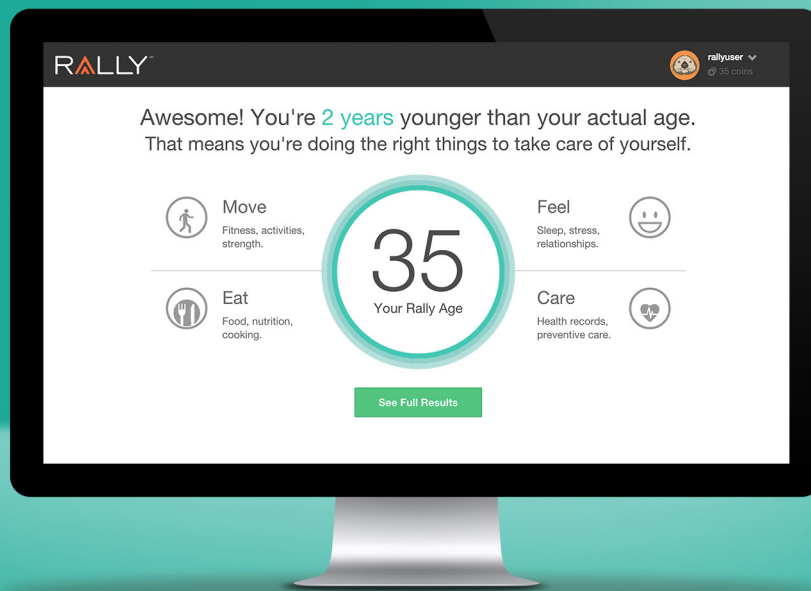 RALLY
rallyuser
35 coins
Awesome! You're 2 years younger than your actual age.
That means you're doing the right things to take care of yourself.
Move
Fitness, activities,
strength.
Eat
Food, nutrition,
cooking.
35
Your Rally Age
Feel
Sleep, stress,
relationships.
Care
Health records,
preventive care.
See Full Results